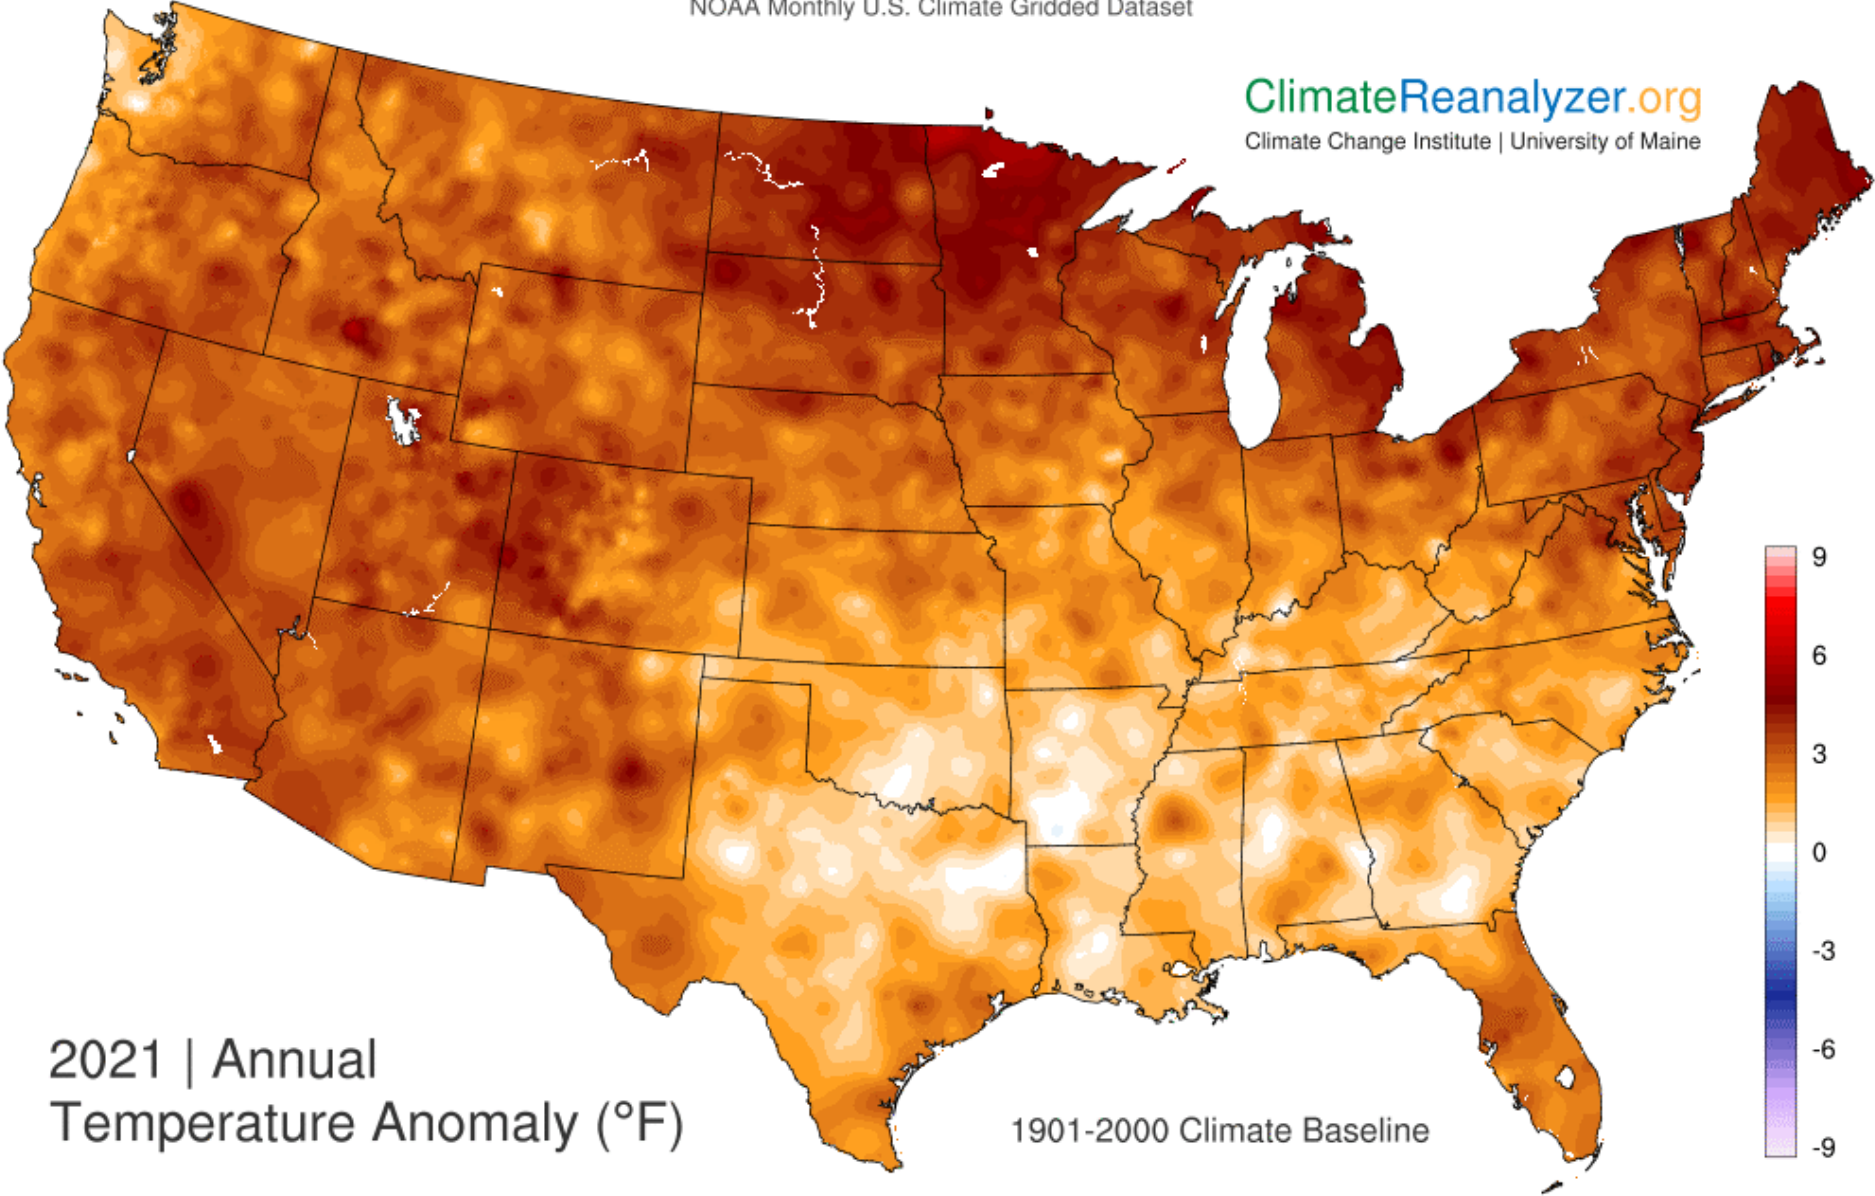 NOAA Monthly U.S. Climate Gridded Dataset
ClimateReanalyzer.org
Climate Change Institute | University of Maine
9
6
3
0
-3
-6
-9
2021 | Annual
Temperature Anomaly (°F)
1901-2000 Climate Baseline